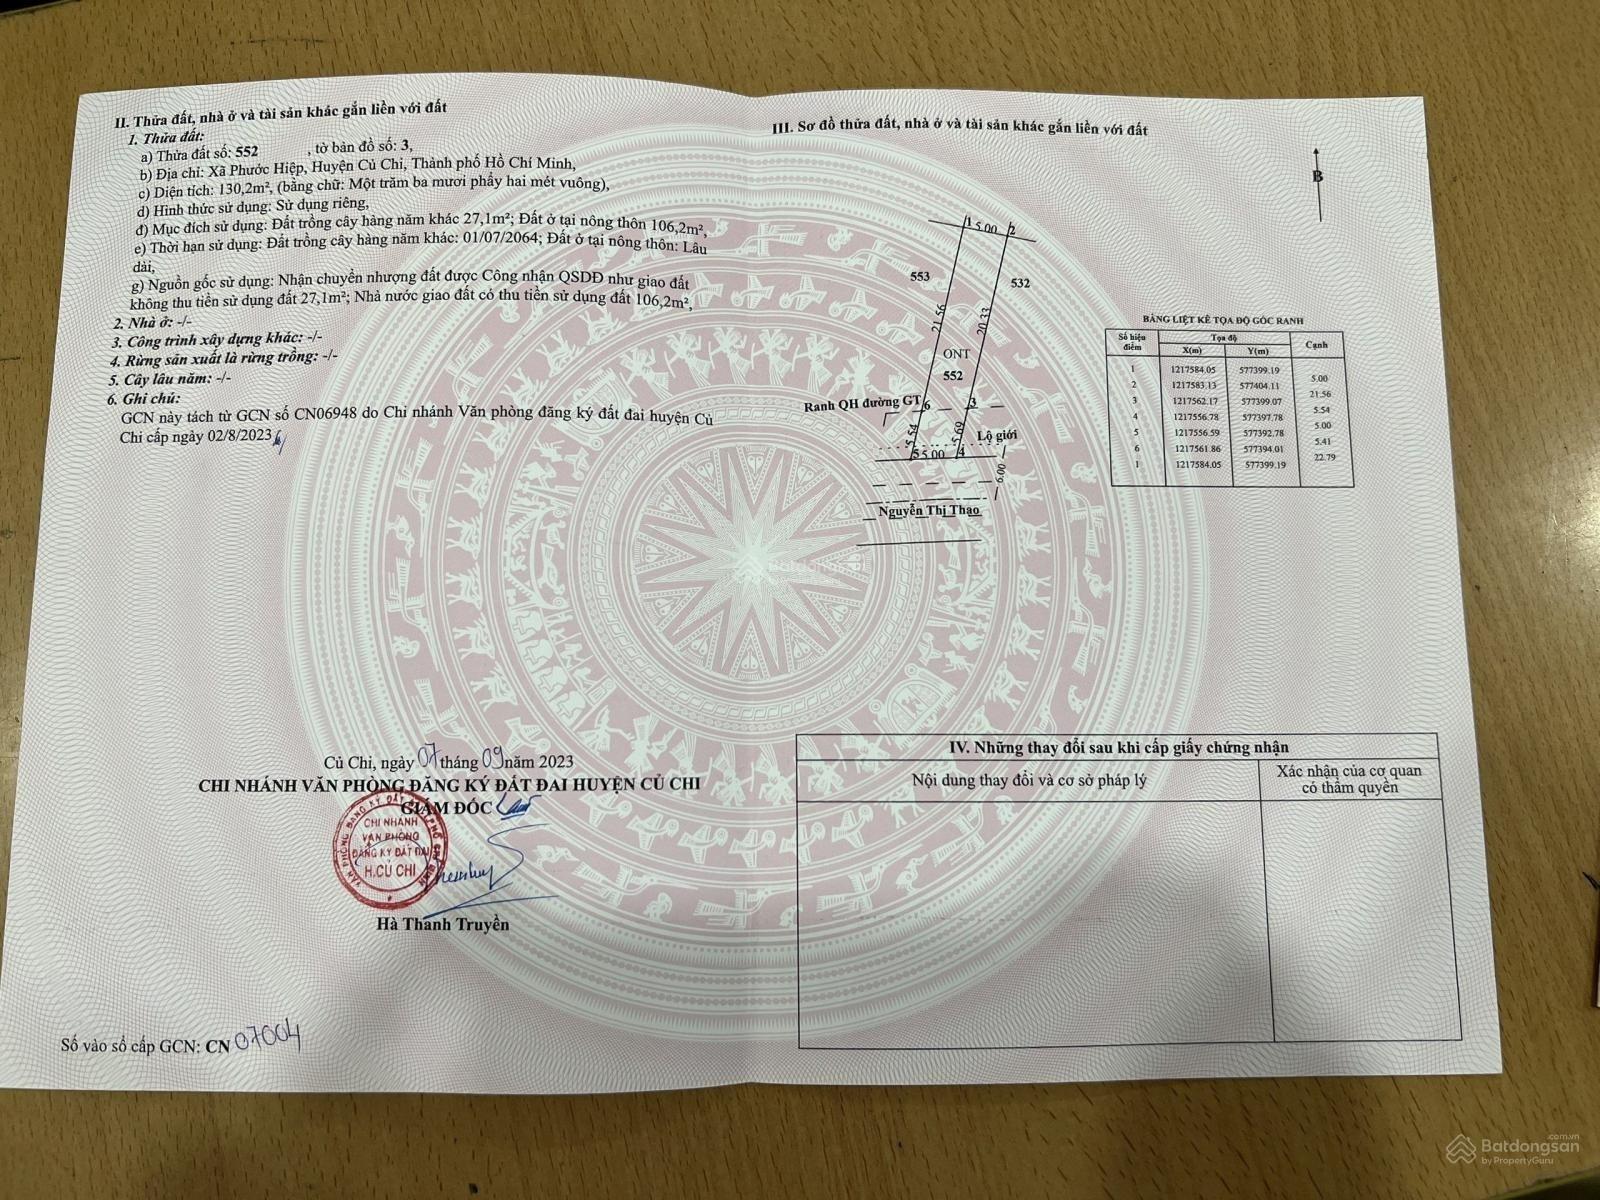 II. Thửa đất, nhà ở và tài sản khác gắn liền với đất
1. Thửa đất:
a) Thửa đất số: 552 , tờ bản đồ số: 3,
b) Địa chỉ: Xã Phước Hiệp, Huyện Củ Chi, Thành phố Hồ Chí Minh,
c) Diện tích: 130,2m², (bằng chữ: Một trăm ba mươi phẩy hai mét vuông),
d) Hình thức sử dụng: Sử dụng riêng,
đ) Mục đích sử dụng: Đất trồng cây hàng năm khác 27,1m²; Đất ở tại nông thôn 106,2m²,
e) Thời hạn sử dụng: Đất trồng cây hàng năm khác: 01/07/2064; Đất ở tại nông thôn: Lâu
dài,
g) Nguồn gốc sử dụng: Nhận chuyển nhượng đất được Công nhận QSDĐ như giao đất
không thu tiền sử dụng đất 27,1m²; Nhà nước giao đất có thu tiền sử dụng đất 106,2m²,
2. Nhà ở: -/-
3. Công trình xây dựng khác: -/-
4. Rừng sản xuất là rừng trồng: -/-
5. Cây lâu năm: -/-
6. Ghi chú:
GCN này tách từ GCN số CN06948 do Chi nhánh Văn phòng đăng ký đất đai huyện Củ
Chi cấp ngày 02/8/2023
Củ Chi, ngày 07 tháng 09 năm 2023
CHI NHÁNH VĂN PHÒNG ĐĂNG KÝ ĐẤT ĐAI HUYỆN CỦ CHI
GIÁM ĐỐC
CHI NHÁNH
VĂN PHÒNG
ĐĂNG KÝ ĐẤT ĐAI
H.CỦ CHI
Hà Thanh Truyền
Số vào sổ cấp GCN: CN 07004
III. Sơ đồ thửa đất, nhà ở và tài sản khác gắn liền với đất
B
1 5.00 2
553
532
21.56
20.33
ONT
552
Ranh QH đường GT 6 3
5.54
5.69
Lộ giới
5 5.00 4
6.00
Nguyễn Thị Thao
BẢNG LIỆT KÊ TỌA ĐỘ GÓC RANH
Số hiệu điểm Tọa độ Cạnh
X(m) Y(m)
1 1217584.05 577399.19
5.00
2 1217583.13 577404.11
21.56
3 1217562.17 577399.07
5.54
4 1217556.78 577397.78
5.00
5 1217556.59 577392.78
5.41
6 1217561.86 577394.01
22.79
1 1217584.05 577399.19
IV. Những thay đổi sau khi cấp giấy chứng nhận
Nội dung thay đổi và cơ sở pháp lý
Xác nhận của cơ quan
có thẩm quyền
Batdongsan
.com.vn
by PropertyGuru